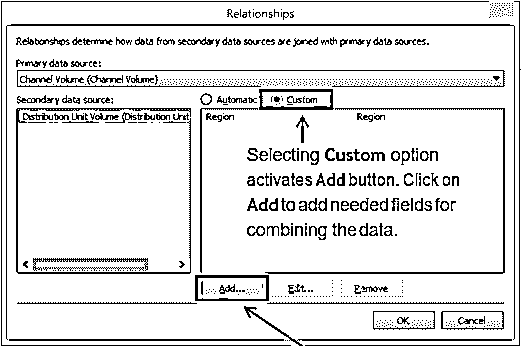 Relationships
Relationships determine how data from secondary data sources are joined with primary data sources.
Primary data source:
Channel Volume (Channel Volume)
Secondary data source:
Automatic Custom
Distribution Unit Volume (Distribution Unit
Region Region
Selecting Custom option
activates Add button. Click on
Add to add needed fields for
combining the data.
Add... Edit... Remove
OK Cancel